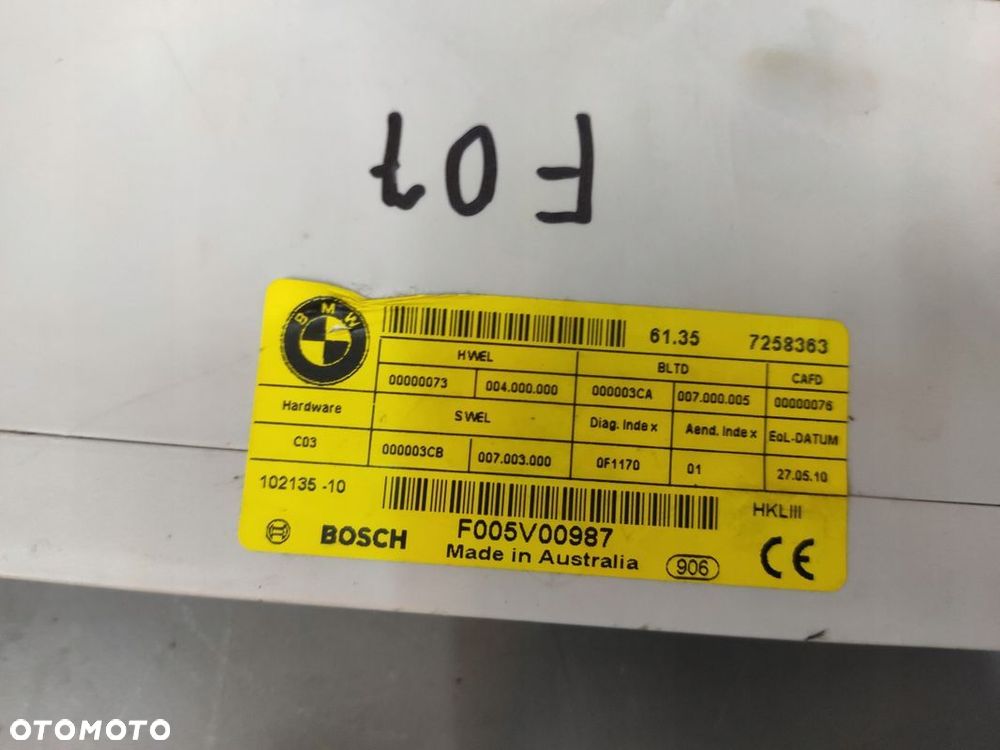 F 07
BMW
61.35 7258363
HWEL BLTD CAFD
00000073 004.000.000 000003CA 007.000.005 00000076
Hardware SWEL Diag. Index Aend. Index EoL-DATUM
C03 000003CB 007.003.000 0F1170 01 27.05.10
102135 -10 HKLIII
BOSCH F005V00987
Made in Australia 906 CE
OTOMOTO